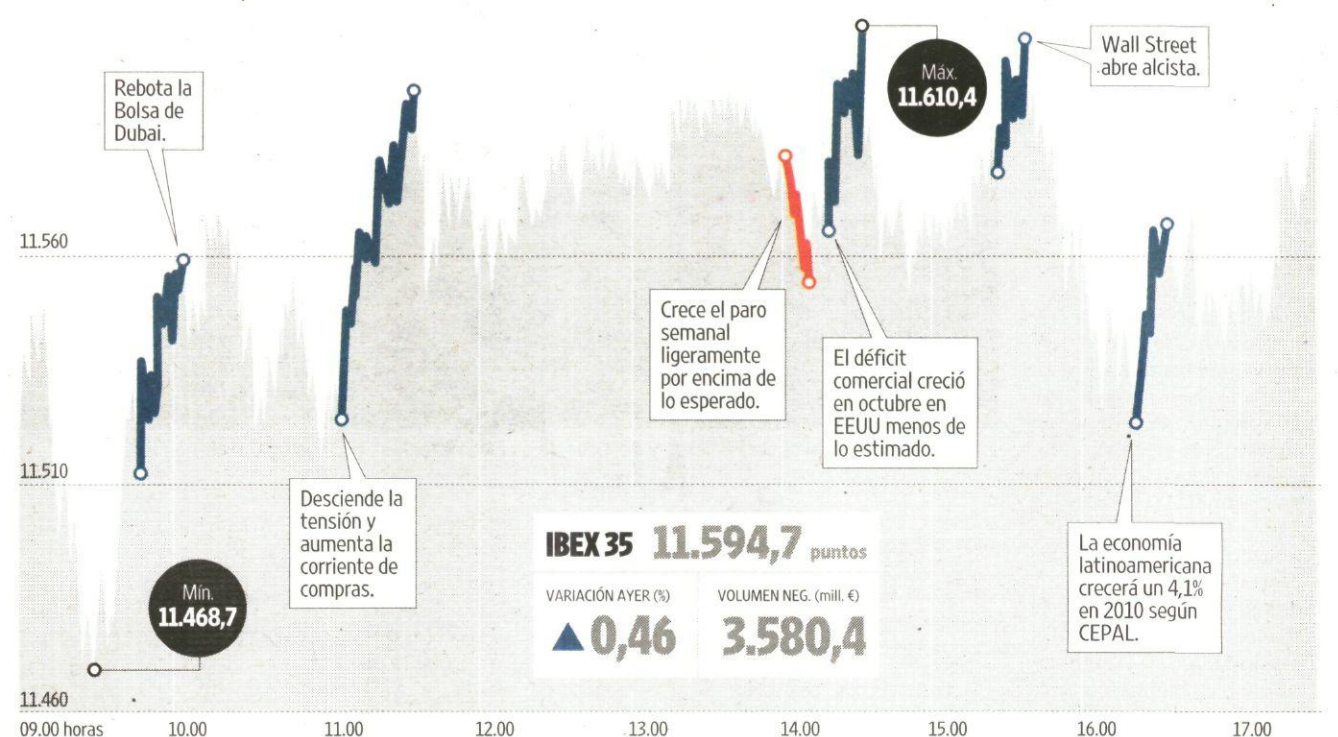 Rebota la
Bolsa de
Dubai.
Máx.
11.610,4
Wall Street
abre alcista.
11.560
Crece el paro
semanal
ligeramente
por encima de
lo esperado.
El déficit
comercial creció
en octubre en
EEUU menos de
lo estimado.
11.510
Desciende la
tensión y
aumenta la
corriente de
compras.
IBEX 35 11.594,7 puntos
VARIACIÓN AYER (%)
0,46
VOLUMEN NEG. (mill. €)
3.580,4
La economía
latinoamericana
crecerá un 4,1%
en 2010 según
CEPAL.
Mín.
11.468,7
11.460
09.00 horas 10.00 11.00 12.00 13.00 14.00 15.00 16.00 17.00